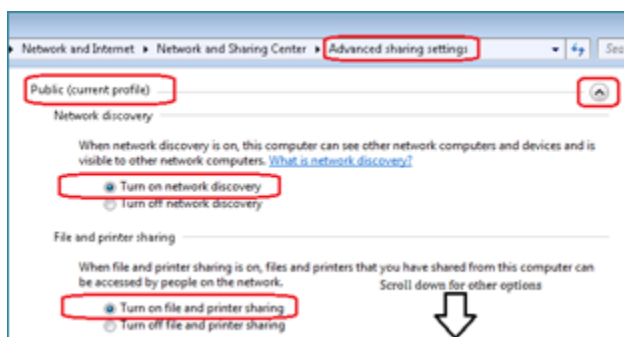 Network and Internet ▸ Network and Sharing Center ▸ Advanced sharing settings
Public (current profile)
Network discovery
When network discovery is on, this computer can see other network computers and devices and is
visible to other network computers. What is network discovery?
Turn on network discovery
Turn off network discovery
File and printer sharing
When file and printer sharing is on, files and printers that you have shared from this computer can
be accessed by people on the network.
Scroll down for other options
Turn on file and printer sharing
Turn off file and printer sharing